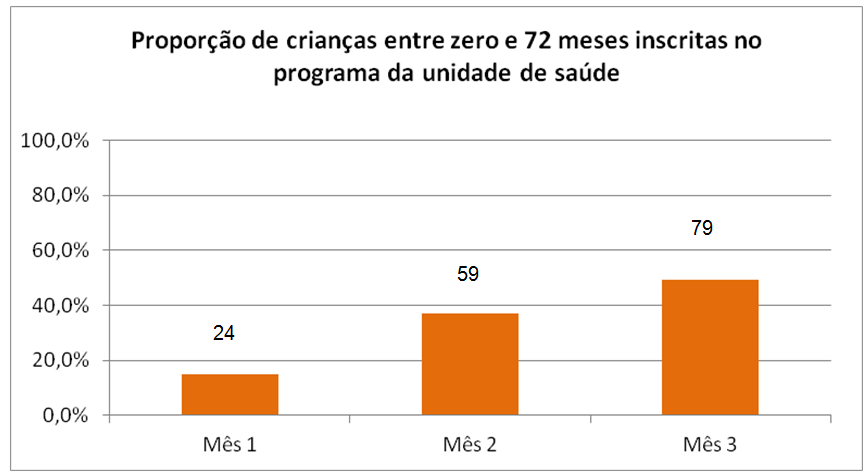 Proporção de crianças entre zero e 72 meses inscritas no
programa da unidade de saúde
100,0%
80,0%
60,0%
40,0%
20,0%
0,0%
24
59
79
Mês 1
Mês 2
Mês 3